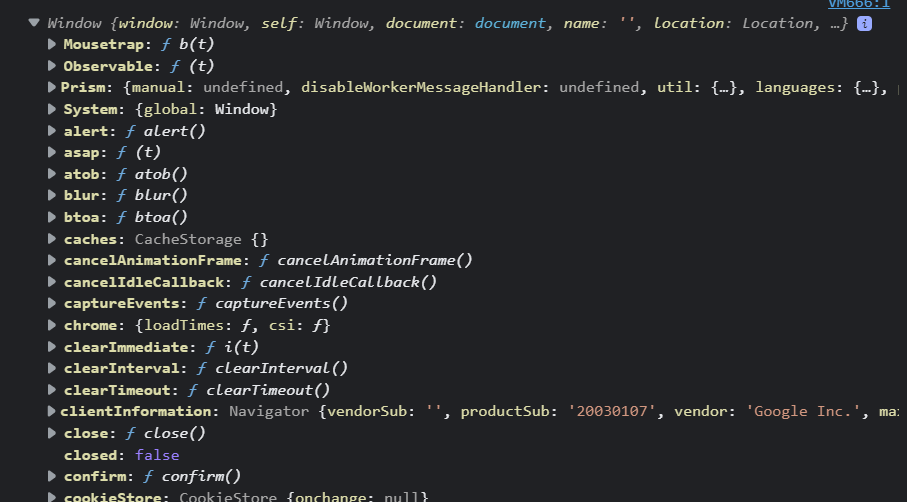 VM666:1
▼ Window {window: Window, self: Window, document: document, name: '', location: Location, …} i
▶ Mousetrap: ƒ b(t)
▶ Observable: ƒ (t)
▶ Prism: {manual: undefined, disableWorkerMessageHandler: undefined, util: {…}, languages: {…},
▶ System: {global: Window}
▶ alert: ƒ alert()
▶ asap: ƒ (t)
▶ atob: ƒ atob()
▶ blur: ƒ blur()
▶ btoa: ƒ btoa()
▶ caches: CacheStorage {}
▶ cancelAnimationFrame: ƒ cancelAnimationFrame()
▶ cancelIdleCallback: ƒ cancelIdleCallback()
▶ captureEvents: ƒ captureEvents()
▶ chrome: {loadTimes: ƒ, csi: ƒ}
▶ clearImmediate: ƒ i(t)
▶ clearInterval: ƒ clearInterval()
▶ clearTimeout: ƒ clearTimeout()
▶ clientInformation: Navigator {vendorSub: '', productSub: '20030107', vendor: 'Google Inc.',
▶ close: ƒ close()
closed: false
▶ confirm: ƒ confirm()
▶ cookieStore: CookieStore {onchange: null}